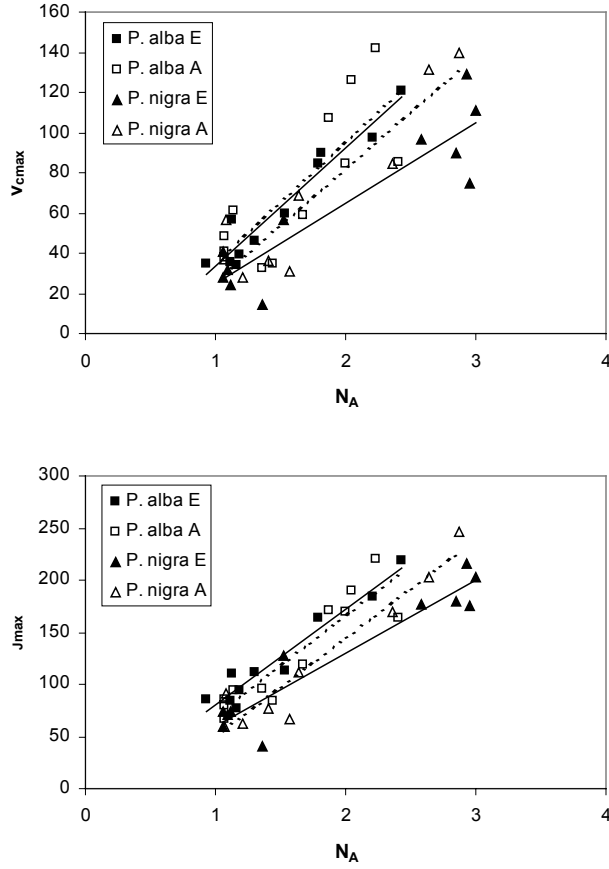 160
140
120
100
80
60
40
20
0
P. alba E
P. alba A
P. nigra E
P. nigra A
vcmax
0 1 2 3 4
NA
300
250
200
150
100
50
0
P. alba E
P. alba A
P. nigra E
P. nigra A
Jmax
0 1 2 3 4
NA